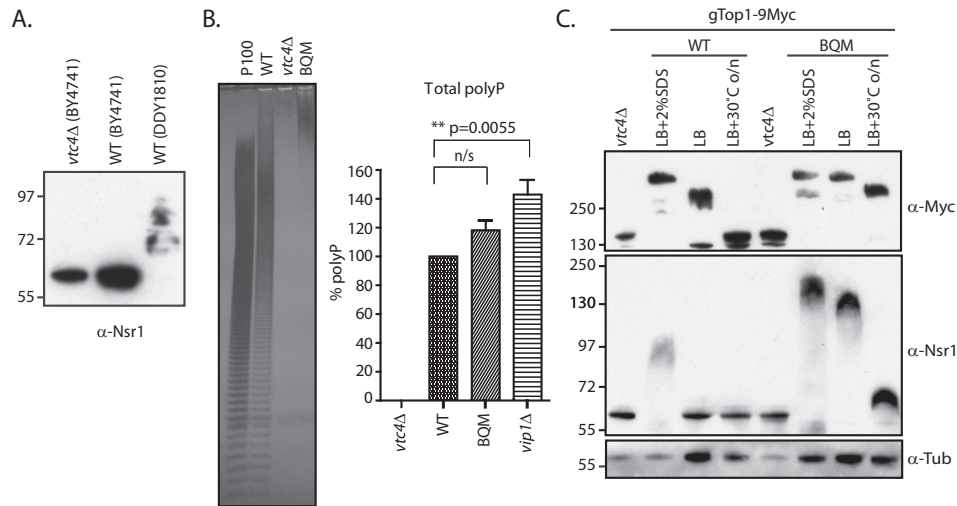 A.
vtc4Δ (BY4741)
WT (BY4741)
WT (DDY1810)
97
72
55
α-Nsr1
B.
P100
WT
vtc4Δ
BQM
Total polyP
** p=0.0055
n/s
% polyP
160
140
120
100
80
60
40
20
0
vtc4Δ
WT
BQM
vip1Δ
C.
gTop1-9Myc
WT
BQM
vtc4Δ
LB+2%SDS
LB
LB+30˚C o/n
vtc4Δ
LB+2%SDS
LB
LB+30˚C o/n
250
130
α-Myc
250
130
97
72
55
α-Nsr1
55
α-Tub